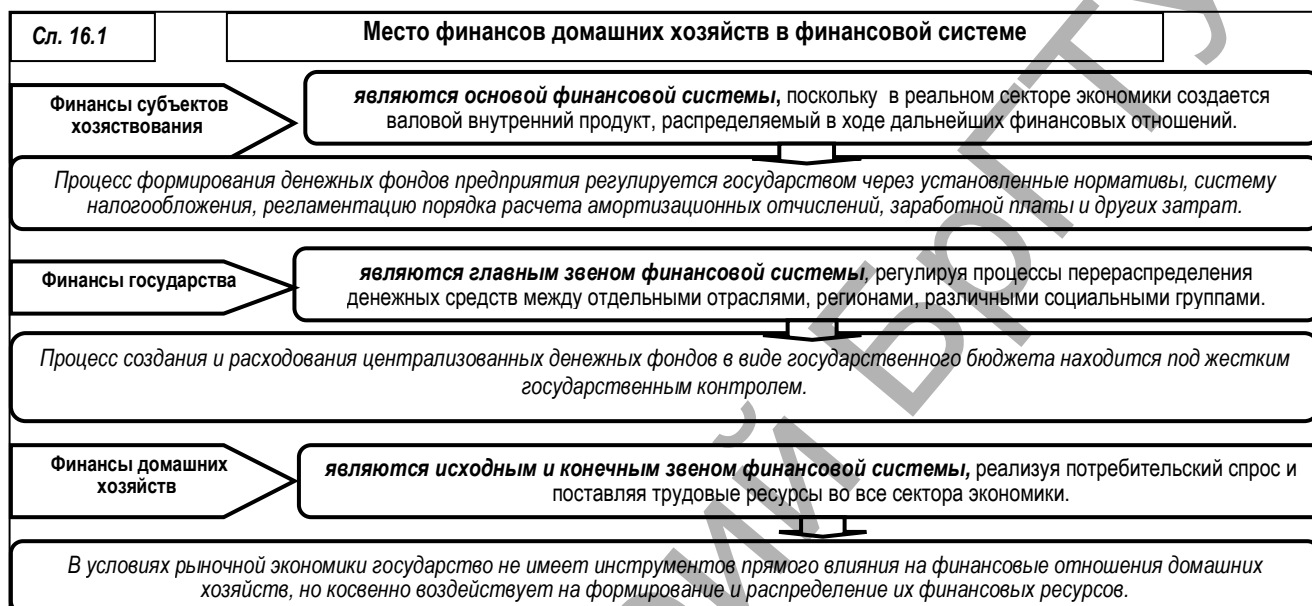 Сл. 16.1
Место финансов домашних хозяйств в финансовой системе
Финансы субъектов
хозяствования
являются основой финансовой системы, поскольку в реальном секторе экономики создается
валовой внутренний продукт, распределяемый в ходе дальнейших финансовых отношений.
Процесс формирования денежных фондов предприятия регулируется государством через установленные нормативы, систему
налогообложения, регламентацию порядка расчета амортизационных отчислений, заработной платы и других затрат.
Финансы государства
являются главным звеном финансовой системы, регулируя процессы перераспределения
денежных средств между отдельными отраслями, регионами, различными социальными группами.
Процесс создания и расходования централизованных денежных фондов в виде государственного бюджета находится под жестким
государственным контролем.
Финансы домашних
хозяйств
являются исходным и конечным звеном финансовой системы, реализуя потребительский спрос и
поставляя трудовые ресурсы во все сектора экономики.
В условиях рыночной экономики государство не имеет инструментов прямого влияния на финансовые отношения домашних
хозяйств, но косвенно воздействует на формирование и распределение их финансовых ресурсов.